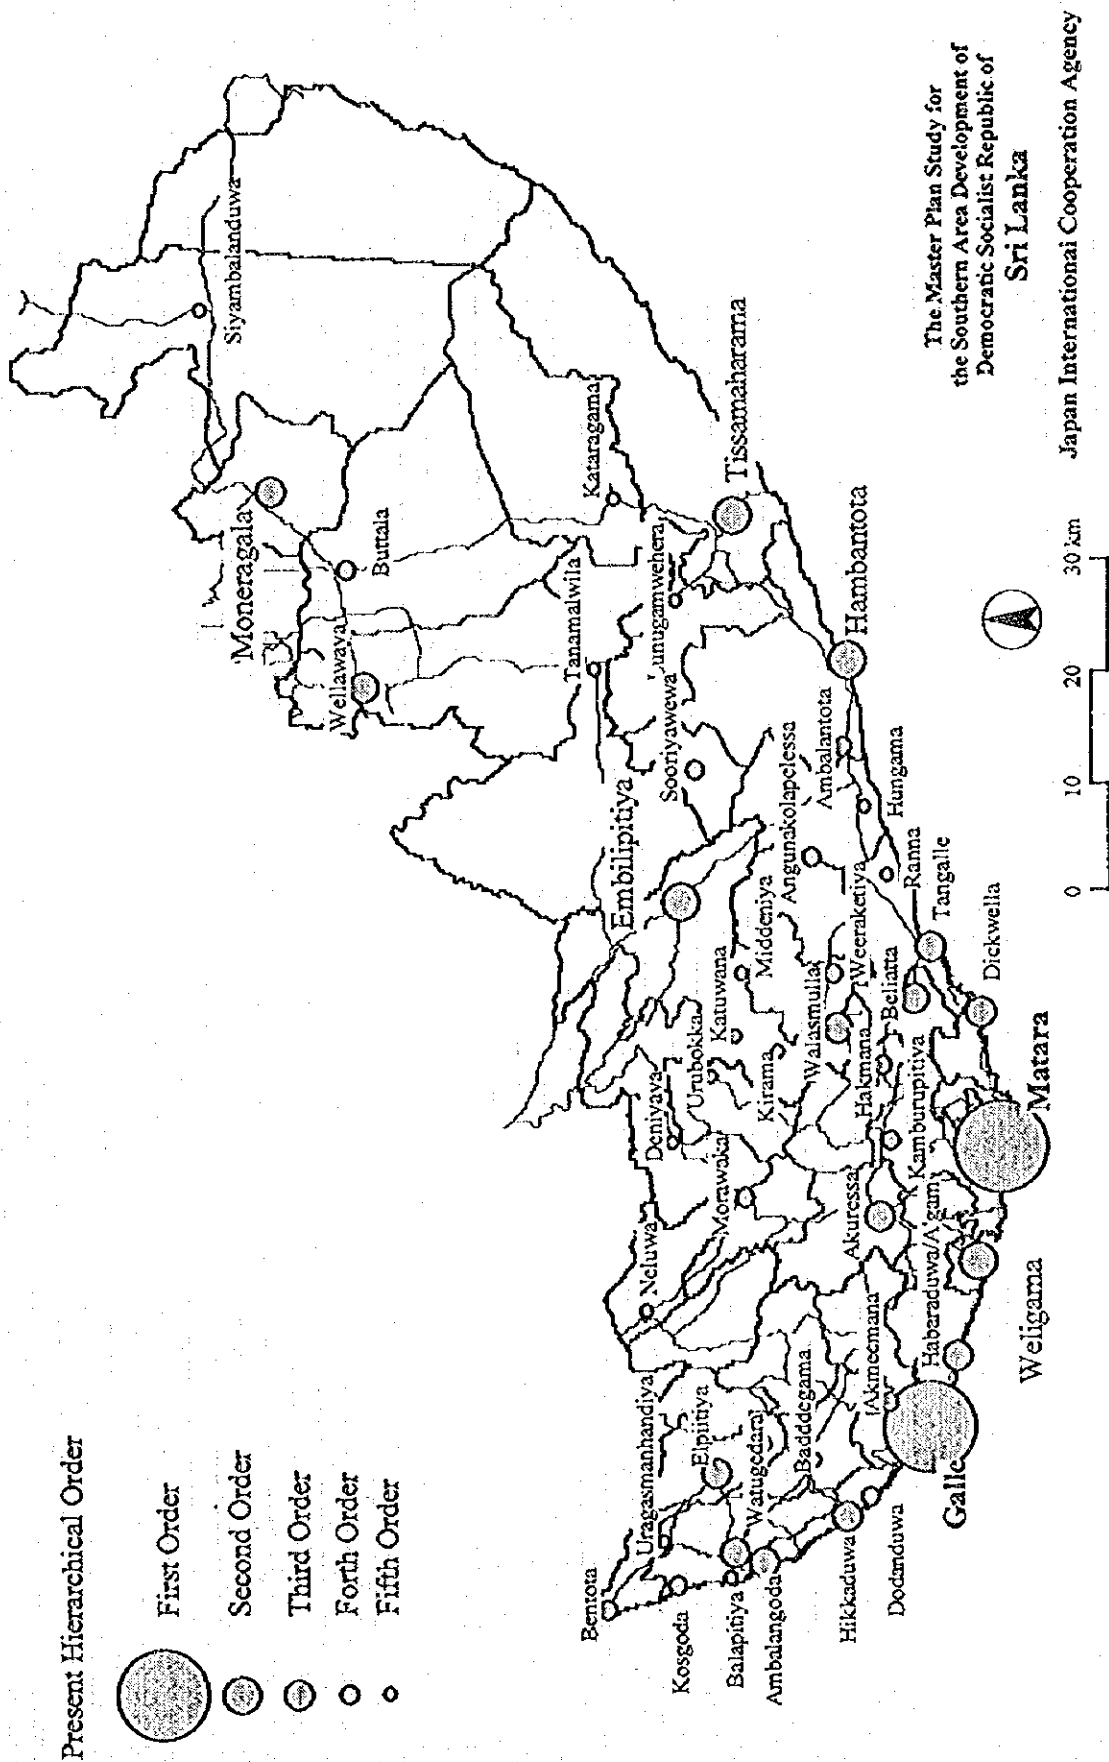 Present Hierarchical Order
First Order
Second Order
Third Order
Forth Order
Fifth Order
Siyambalanduwa
Moneragala
Buttala
Wellawaya
Kataragama
Tissamaharama
Tanamalwila
unugamwehera
Hambantota
Sooriyawewa
Embilipitiya
Ambalantota
Angunakolapelessa
Hungama
Ranna
Tangalle
Dickwella
Middeniya
Weeraketiya
Beliatta
Katuwana
Walasmulla
Urubokka
Kirama
Hakmana
Deniyaya
Kamburupitiya
Matara
Morawaka
Akuressa
Neluwa
Habaraduwa/A'gam
Weligama
Akmeemana
Uragasmanhandiya
Elpitiya
Badddegama
Watugedara
Galle
Bentota
Kosgoda
Balapitiya
Ambalangoda
Hikkaduwa
Dodanduwa
0 10 20 30 km
The Master Plan Study for
the Southern Area Development of
Democratic Socialist Republic of
Sri Lanka
Japan International Cooperation Agency